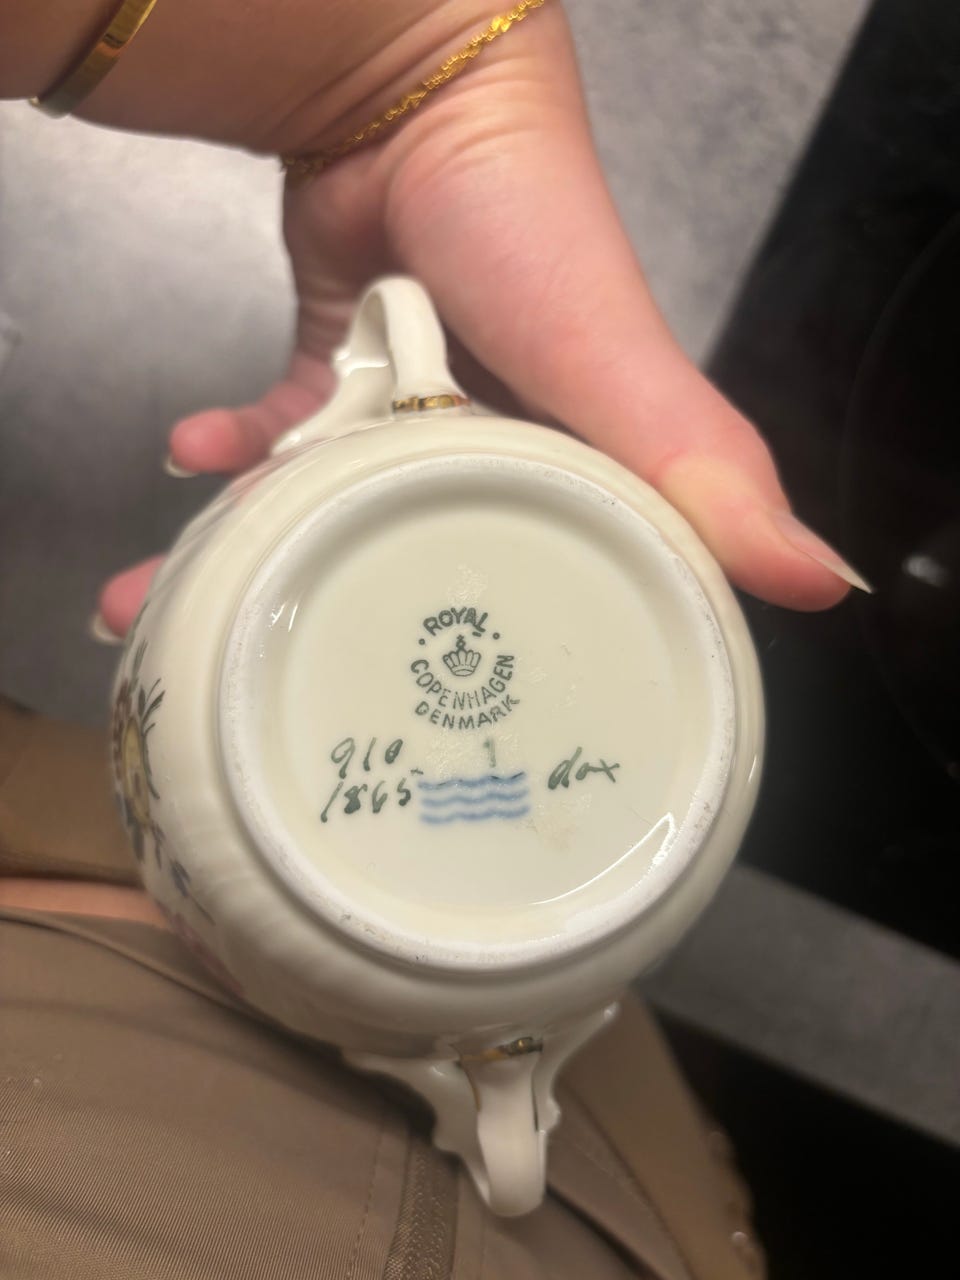 ROYAL
COPENHAGEN
DENMARK
910
1865
1
dox